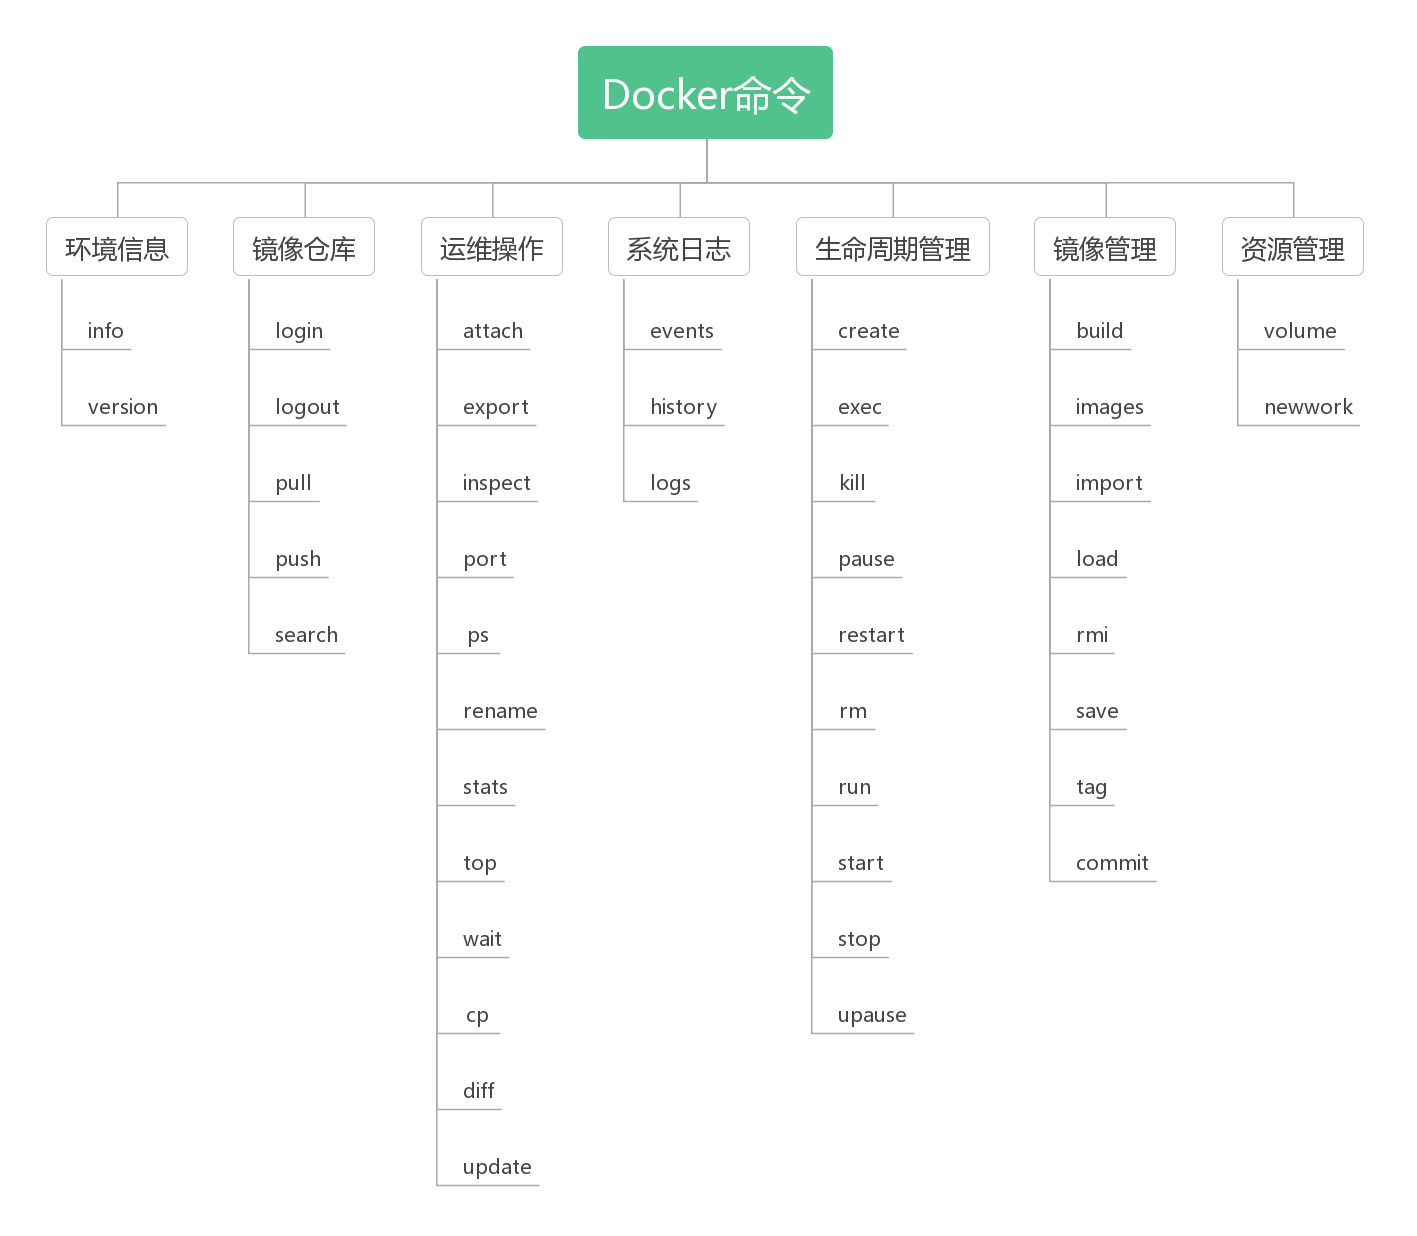 Docker命令
环境信息
info
version
镜像仓库
login
logout
pull
push
search
运维操作
attach
export
inspect
port
ps
rename
stats
top
wait
cp
diff
update
系统日志
events
history
logs
生命周期管理
create
exec
kill
pause
restart
rm
run
start
stop
upause
镜像管理
build
images
import
load
rmi
save
tag
commit
资源管理
volume
newwork